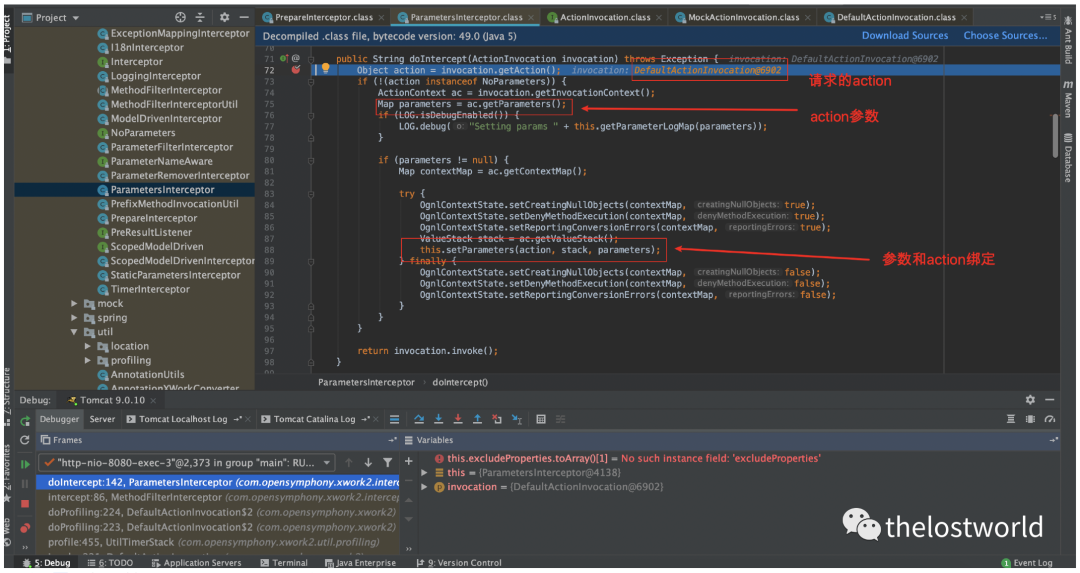 Project
PrepareInterceptor.class
ParametersInterceptor.class
ActionInvocation.class
MockActionInvocation.class
DefaultActionInvocation.class
1: Project
Ant Build
Maven
Database
ExceptionMappingInterceptor
I18nInterceptor
Interceptor
LoggingInterceptor
MethodFilterInterceptor
MethodFilterInterceptorUtil
ModelDrivenInterceptor
NoParameters
ParameterFilterInterceptor
ParameterNameAware
ParameterRemoverInterceptor
ParametersInterceptor
PrefixMethodInvocationUtil
PrepareInterceptor
PreResultListener
ScopedModelDriven
ScopedModelDrivenInterceptor
StaticParametersInterceptor
TimerInterceptor
mock
spring
util
location
profiling
AnnotationUtils
AnnotationXWorkConverter
Decompiled .class file, bytecode version: 49.0 (Java 5)
Download Sources
Choose Sources...
70
71 @ public String doIntercept(ActionInvocation invocation) throws Exception { invocation: DefaultActionInvocation@6902
72 Object action = invocation.getAction(); invocation: DefaultActionInvocation@6902
73 if (!(action instanceof NoParameters)) {
请求的action
74 ActionContext ac = invocation.getInvocationContext();
75 Map parameters = ac.getParameters();
76 if (LOG.isDebugEnabled()) {
action参数
77 LOG.debug( o: "Setting params " + this.getParameterLogMap(parameters));
78 }
79
80 if (parameters != null) {
81 Map contextMap = ac.getContextMap();
82
83 try {
84 OgnlContextState.setCreatingNullObjects(contextMap, creatingNullObjects: true);
85 OgnlContextState.setDenyMethodExecution(contextMap, denyMethodExecution: true);
86 OgnlContextState.setReportingConversionErrors(contextMap, reportingErrors: true);
87 ValueStack stack = ac.getValueStack();
88 this.setParameters(action, stack, parameters);
89 } finally {
参数和action绑定
90 OgnlContextState.setCreatingNullObjects(contextMap, creatingNullObjects: false);
91 OgnlContextState.setDenyMethodExecution(contextMap, denyMethodExecution: false);
92 OgnlContextState.setReportingConversionErrors(contextMap, reportingErrors: false);
93 }
94 }
95 }
96
97 return invocation.invoke();
98 }
ParametersInterceptor › doIntercept()
Debug: Tomcat 9.0.10
Debugger Server Tomcat Localhost Log Tomcat Catalina Log
Frames
Variables
"http-nio-8080-exec-3"@2,373 in group "main": RU...
doIntercept:142, ParametersInterceptor (com.opensymphony.xwork2.interc
intercept:86, MethodFilterInterceptor (com.opensymphony.xwork2.intercep
doProfiling:224, DefaultActionInvocation$2 (com.opensymphony.xwork2)
doProfiling:223, DefaultActionInvocation$2 (com.opensymphony.xwork2)
profile:455, UtilTimerStack (com.opensymphony.xwork2.util.profiling)
this.excludeProperties.toArray()[1] = No such instance field: 'excludeProperties'
this = {ParametersInterceptor@4138}
invocation = {DefaultActionInvocation@6902}
Z: Structure
2: Favorites
Web
thelostworld
5: Debug
6: TODO
Application Servers
Terminal
Java Enterprise
9: Version Control
1 Event Log